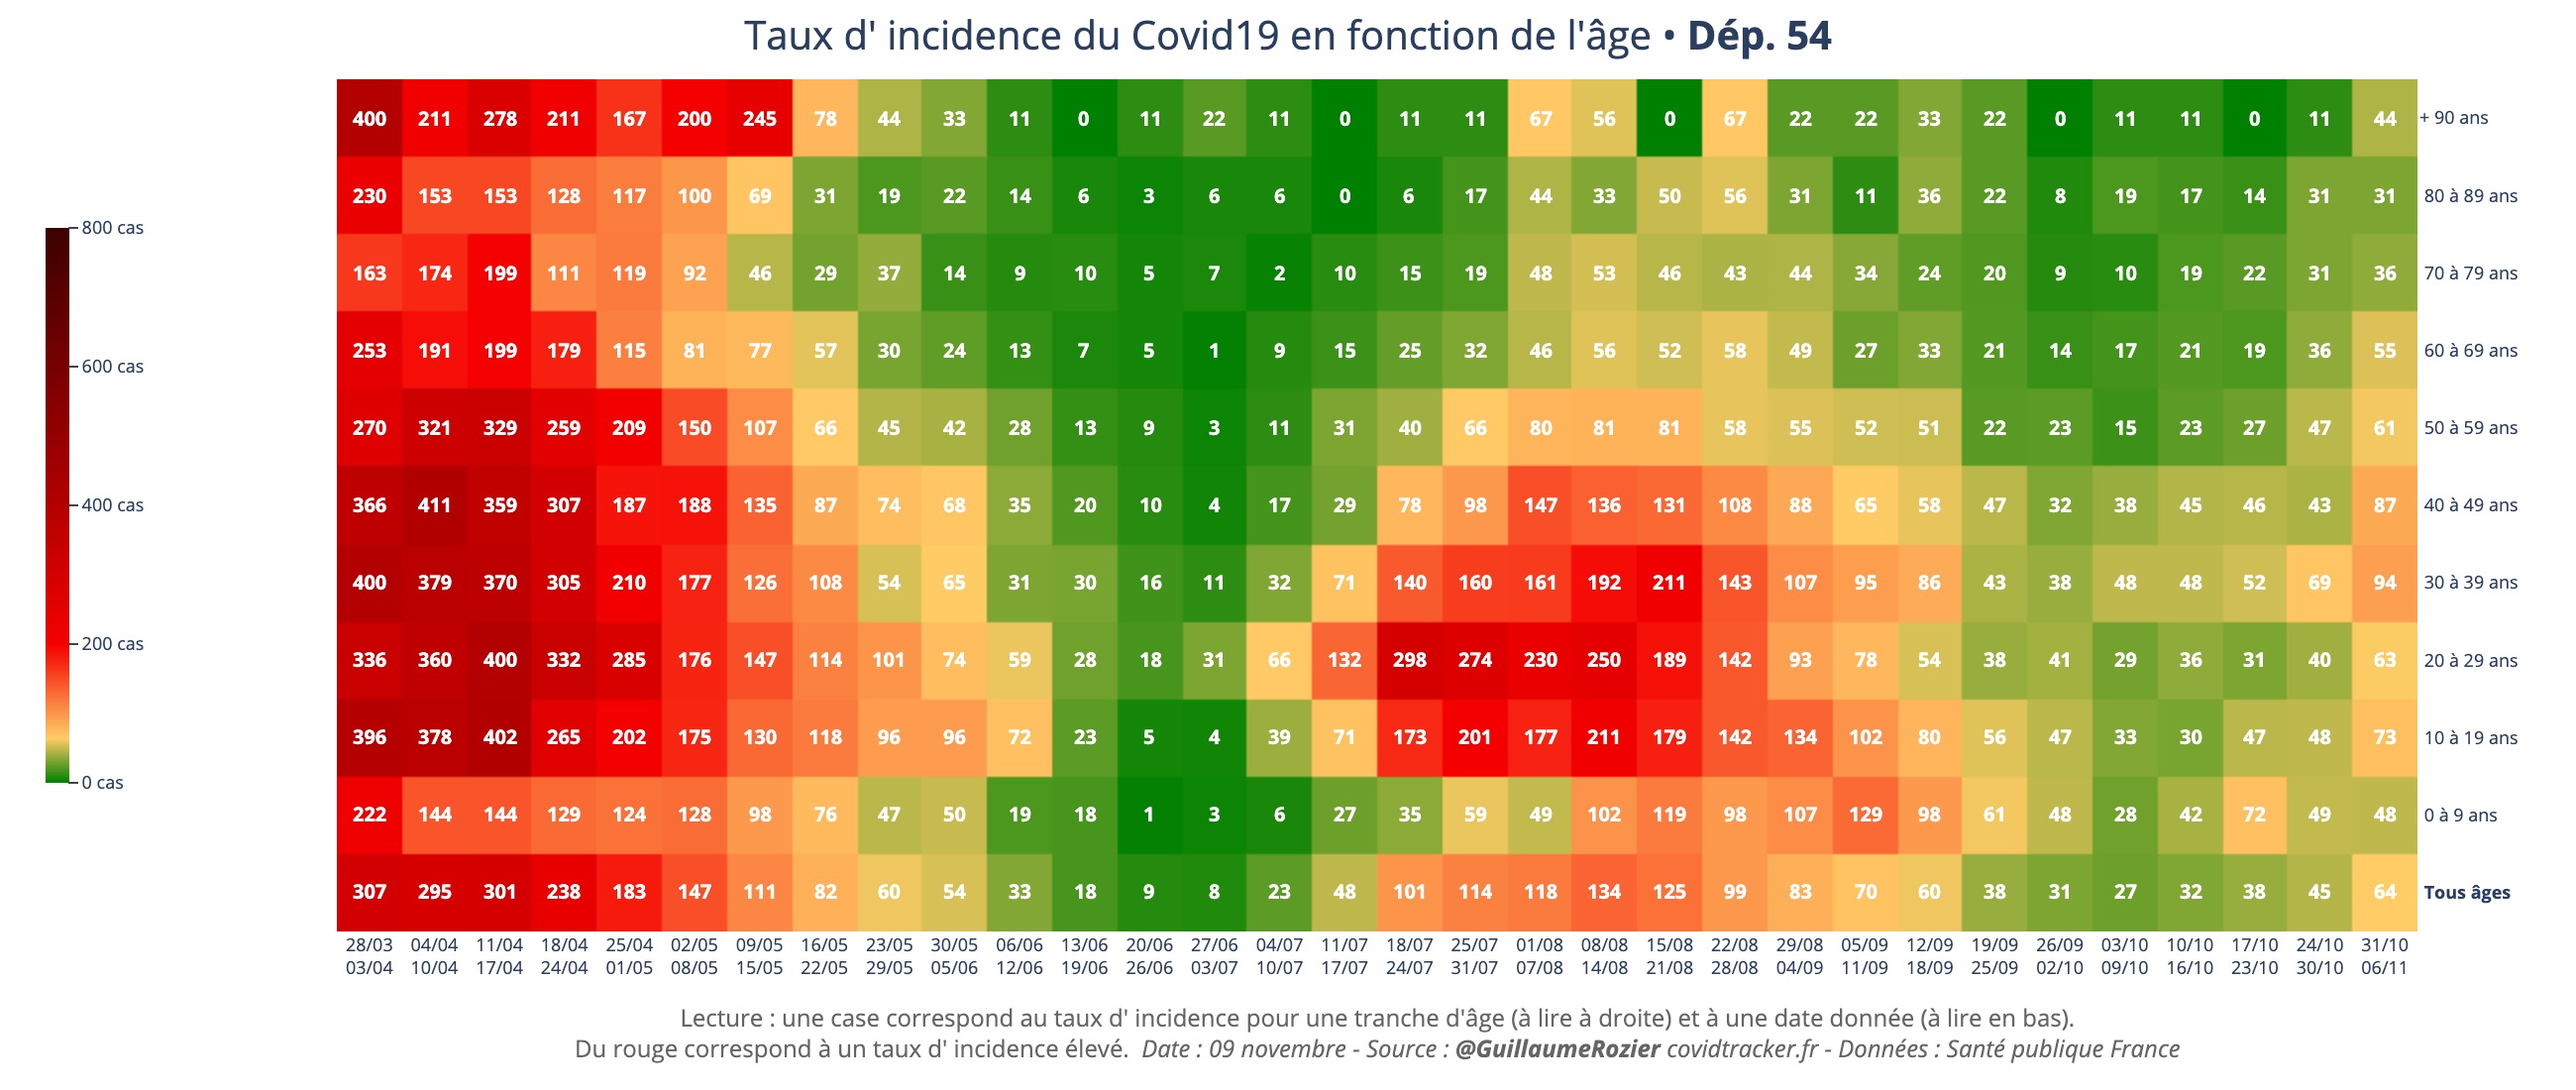 Taux d' incidence du Covid19 en fonction de l'âge • Dép. 54
800 cas
600 cas
400 cas
200 cas
0 cas
400 211 278 211 167 200 245 78 44 33 11 0 11 22 11 0 11 11 67 56 0 67 22 22 33 22 0 11 11 0 11 44 + 90 ans
230 153 153 128 117 100 69 31 19 22 14 6 3 6 6 0 6 17 44 33 50 56 31 11 36 22 8 19 17 14 31 31 80 à 89 ans
163 174 199 111 119 92 46 29 37 14 9 10 5 7 2 10 15 19 48 53 46 43 44 34 24 20 9 10 19 22 31 36 70 à 79 ans
253 191 199 179 115 81 77 57 30 24 13 7 5 1 9 15 25 32 46 56 52 58 49 27 33 21 14 17 21 19 36 55 60 à 69 ans
270 321 329 259 209 150 107 66 45 42 28 13 9 3 11 31 40 66 80 81 81 58 55 52 51 22 23 15 23 27 47 61 50 à 59 ans
366 411 359 307 187 188 135 87 74 68 35 20 10 4 17 29 78 98 147 136 131 108 88 65 58 47 32 38 45 46 43 87 40 à 49 ans
400 379 370 305 210 177 126 108 54 65 31 30 16 11 32 71 140 160 161 192 211 143 107 95 86 43 38 48 48 52 69 94 30 à 39 ans
336 360 400 332 285 176 147 114 101 74 59 28 18 31 66 132 298 274 230 250 189 142 93 78 54 38 41 29 36 31 40 63 20 à 29 ans
396 378 402 265 202 175 130 118 96 96 72 23 5 4 39 71 173 201 177 211 179 142 134 102 80 56 47 33 30 47 48 73 10 à 19 ans
222 144 144 129 124 128 98 76 47 50 19 18 1 3 6 27 35 59 49 102 119 98 107 129 98 61 48 28 42 72 49 48 0 à 9 ans
307 295 301 238 183 147 111 82 60 54 33 18 9 8 23 48 101 114 118 134 125 99 83 70 60 38 31 27 32 38 45 64 Tous âges
28/03 04/04 11/04 18/04 25/04 02/05 09/05 16/05 23/05 30/05 06/06 13/06 20/06 27/06 04/07 11/07 18/07 25/07 01/08 08/08 15/08 22/08 29/08 05/09 12/09 19/09 26/09 03/10 10/10 17/10 24/10 31/10
03/04 10/04 17/04 24/04 01/05 08/05 15/05 22/05 29/05 05/06 12/06 19/06 26/06 03/07 10/07 17/07 24/07 31/07 07/08 14/08 21/08 28/08 04/09 11/09 18/09 25/09 02/10 09/10 16/10 23/10 30/10 06/11
Lecture : une case correspond au taux d' incidence pour une tranche d'âge (à lire à droite) et à une date donnée (à lire en bas).
Du rouge correspond à un taux d' incidence élevé. Date : 09 novembre - Source : @GuillaumeRozier covidtracker.fr - Données : Santé publique France